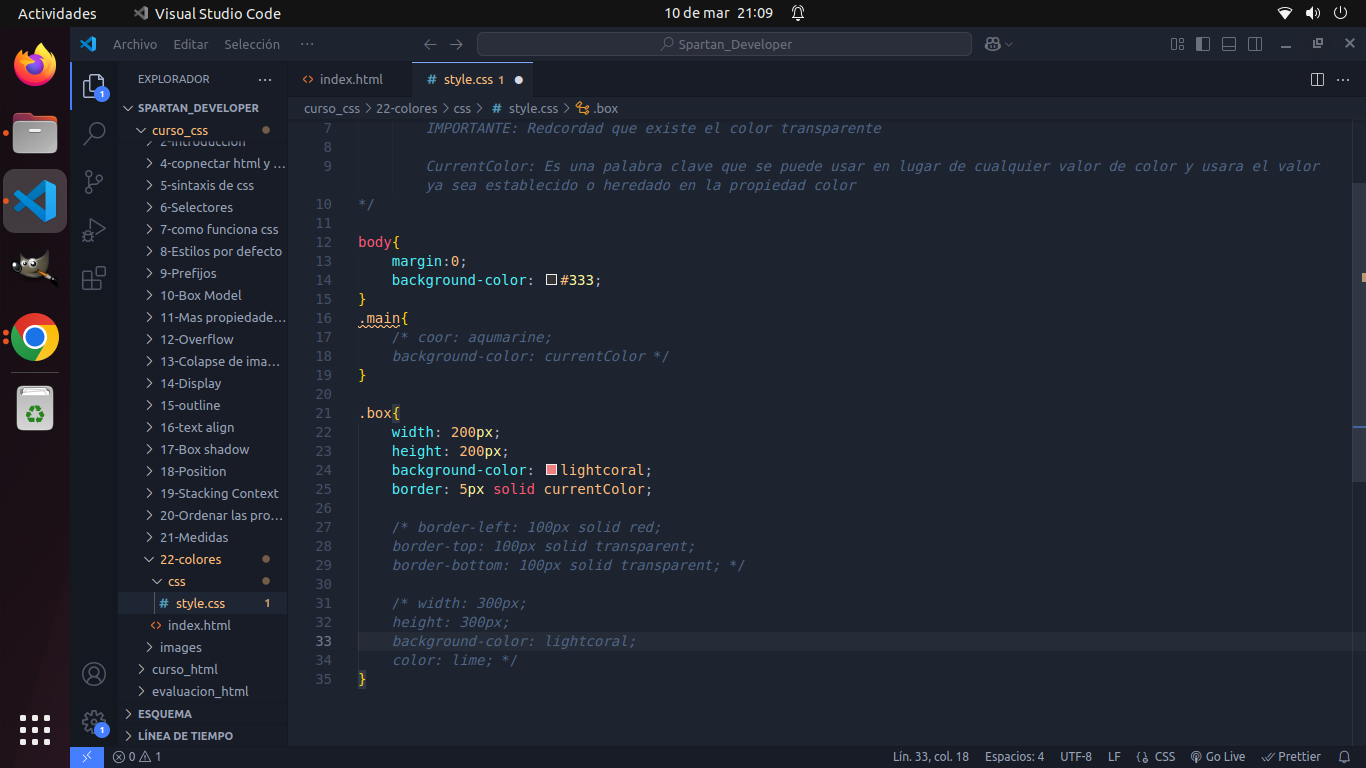 Actividades
Visual Studio Code
10 de mar 21:09
Archivo Editar Selección ···
Spartan_Developer
EXPLORADOR
SPARTAN_DEVELOPER
curso_css
2-introduccion
4-copnectar html y ...
5-sintaxis de css
6-Selectores
7-como funciona css
8-Estilos por defecto
9-Prefijos
10-Box Model
11-Mas propiedade...
12-Overflow
13-Colapse de ima...
14-Display
15-outline
16-text align
17-Box shadow
18-Position
19-Stacking Context
20-Ordenar las pro...
21-Medidas
22-colores
css
# style.css 1
<> index.html
images
curso_html
evaluacion_html
ESQUEMA
LÍNEA DE TIEMPO
1
1
<> index.html
# style.css 1
curso_css > 22-colores > css > # style.css > .box
7 IMPORTANTE: Redcordad que existe el color transparente
8
9 CurrentColor: Es una palabra clave que se puede usar en lugar de cualquier valor de color y usara el valor
ya sea establecido o heredado en la propiedad color
10 */
11
12 body{
13 margin:0;
14 background-color: #333;
15 }
16 .main{
17 /* coor: aqumarine;
18 background-color: currentColor */
19 }
20
21 .box{
22 width: 200px;
23 height: 200px;
24 background-color: lightcoral;
25 border: 5px solid currentColor;
26
27 /* border-left: 100px solid red;
28 border-top: 100px solid transparent;
29 border-bottom: 100px solid transparent; */
30
31 /* width: 300px;
32 height: 300px;
33 background-color: lightcoral;
34 color: lime; */
35 }
0 1
Lín. 33, col. 18 Espacios: 4 UTF-8 LF {} CSS Go Live Prettier